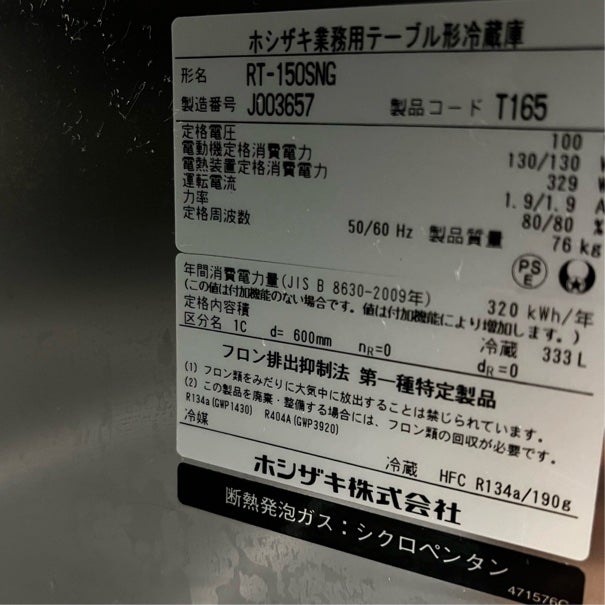 ホシザキ業務用テーブル形冷蔵庫
形名 RT-150SNG
製造番号 J003657 製品コード T165
定格電圧 100
電動機定格消費電力 130/130 W
電熱装置定格消費電力 329 W
運転電流 1.9/1.9 A
力率 80/80 %
定格周波数 50/60 Hz 製品質量 76 kg
PS E
年間消費電力量(JIS B 8630-2009年) 320 kWh/年
(この値は付加機能のない場合です。値は付加機能により増加します。)
定格内容積 冷蔵 333 L
区分名 1C d= 600mm nR=0 dR=0
フロン排出抑制法 第一種特定製品
(1) フロン類をみだりに大気中に放出することは禁じられています。
(2) この製品を廃棄・整備する場合には、フロン類の回収が必要です。
R134a(GWP1430) R404A(GWP3920)
冷媒 冷蔵 HFC R134a/190g
ホシザキ株式会社
断熱発泡ガス：シクロペンタン
471576